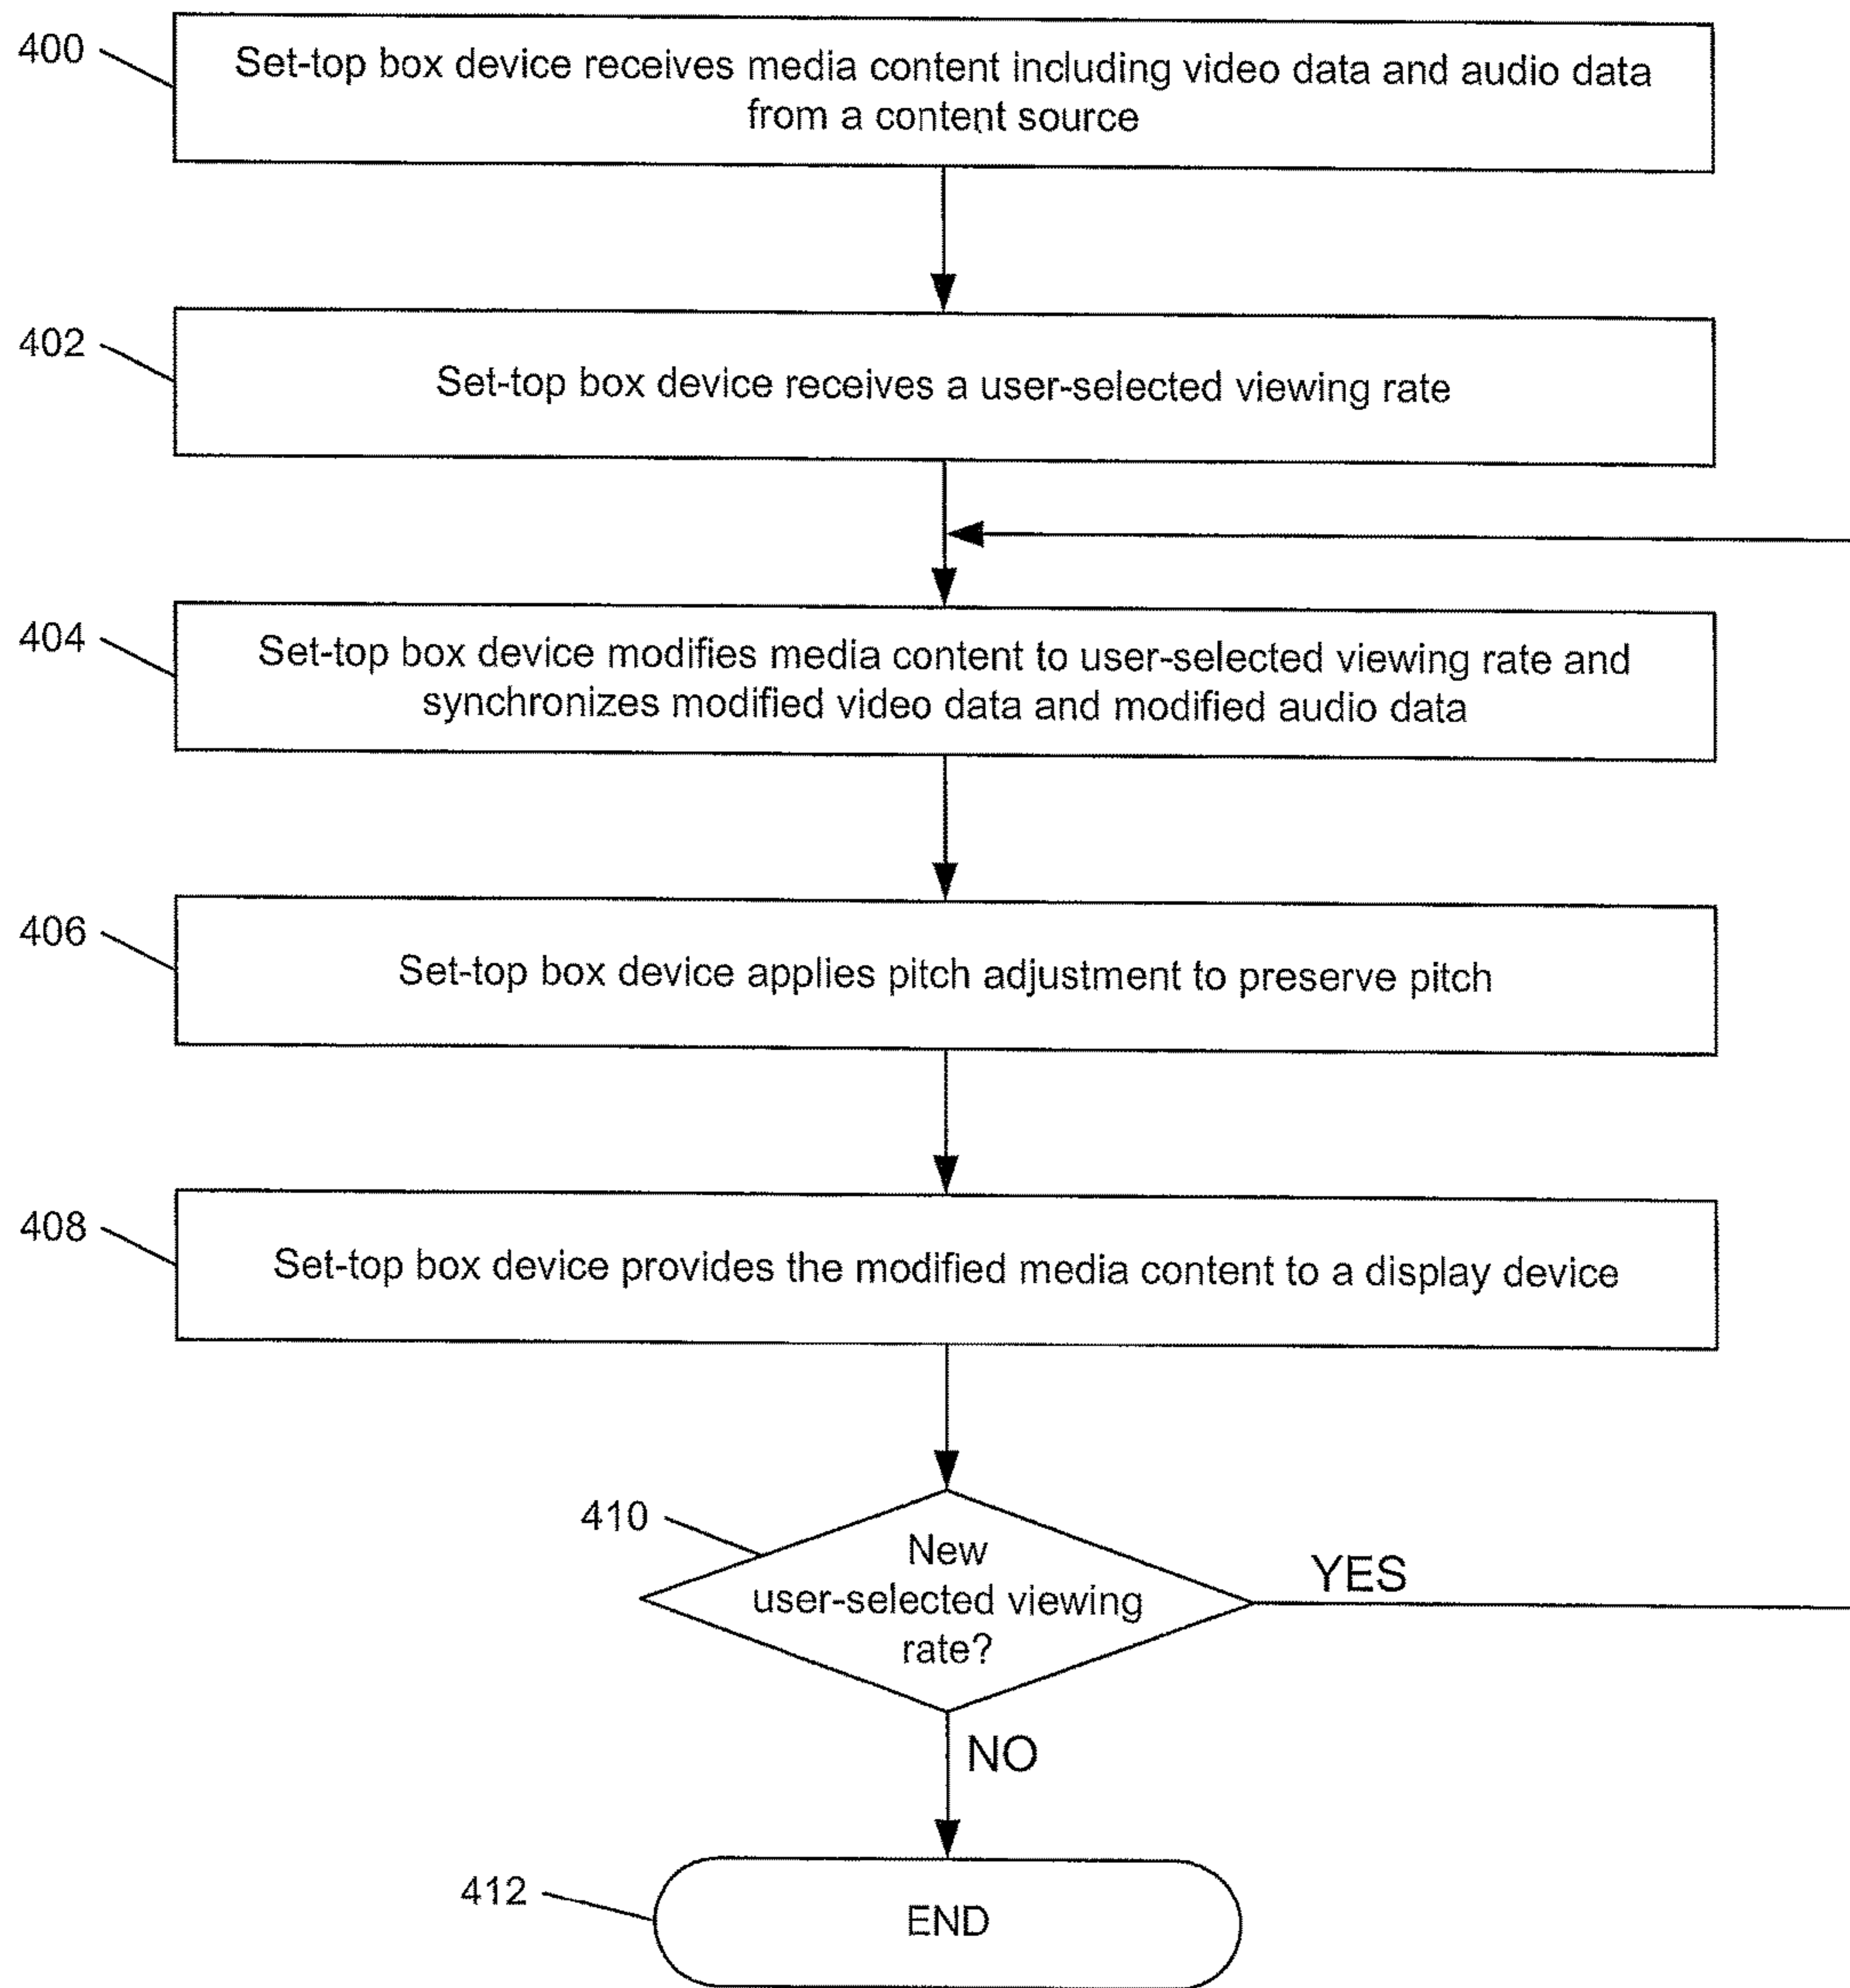 400
Set-top box device receives media content including video data and audio data
from a content source
402
Set-top box device receives a user-selected viewing rate
404
Set-top box device modifies media content to user-selected viewing rate and
synchronizes modified video data and modified audio data
406
Set-top box device applies pitch adjustment to preserve pitch
408
Set-top box device provides the modified media content to a display device
410
New
user-selected viewing
rate?
YES
NO
412
END